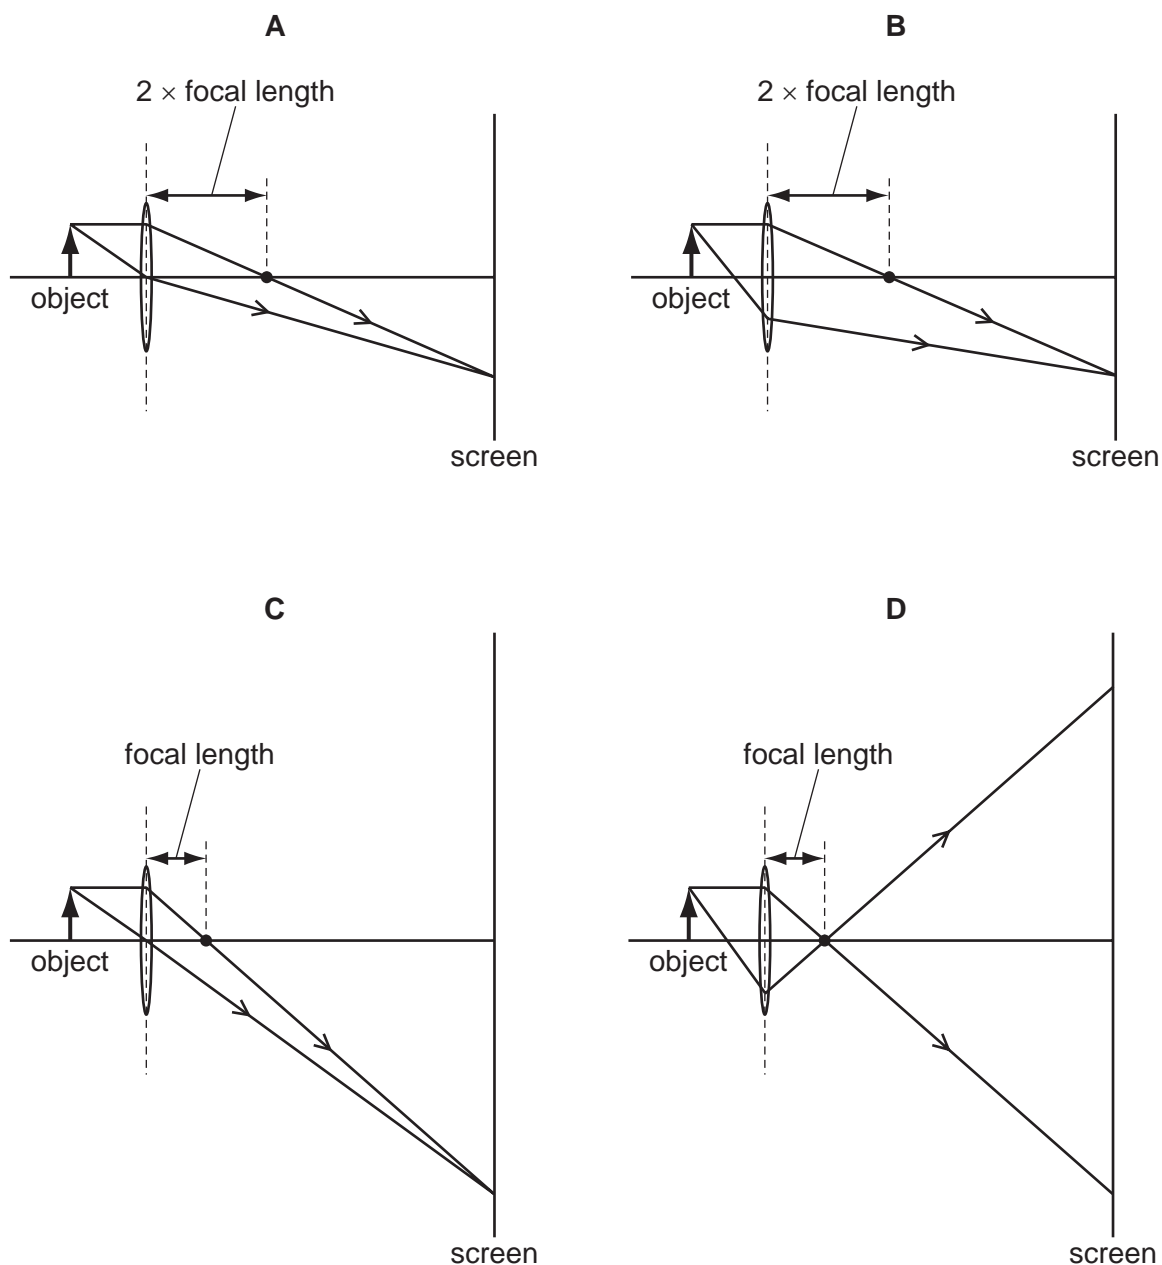 A
B
2 × focal length
2 × focal length
object
object
screen
screen
C
D
focal length
focal length
object
object
screen
screen